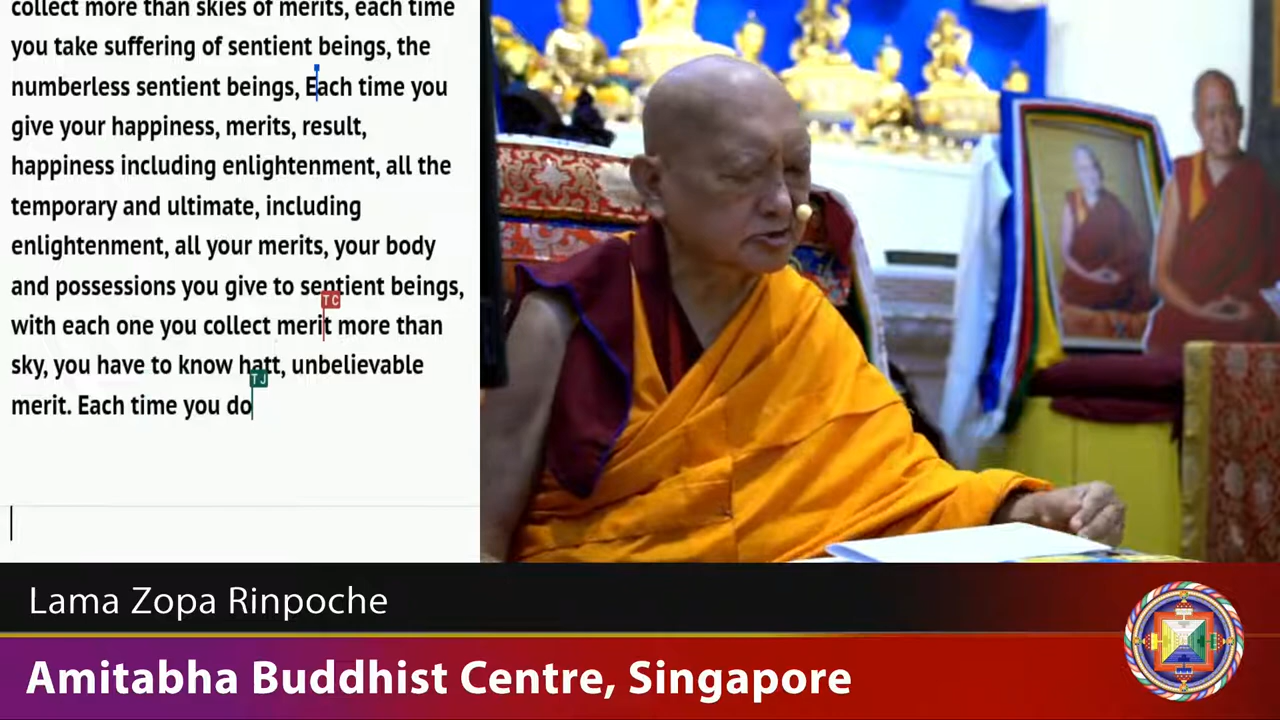 collect more than skies of merits, each time
you take suffering of sentient beings, the
numberless sentient beings, Each time you
give your happiness, merits, result,
happiness including enlightenment, all the
temporary and ultimate, including
enlightenment, all your merits, your body
and possessions you give to sentient beings,
TC
with each one you collect merit more than
sky, you have to know hatt, unbelievable
TJ
merit. Each time you do
Lama Zopa Rinpoche
Amitabha Buddhist Centre, Singapore